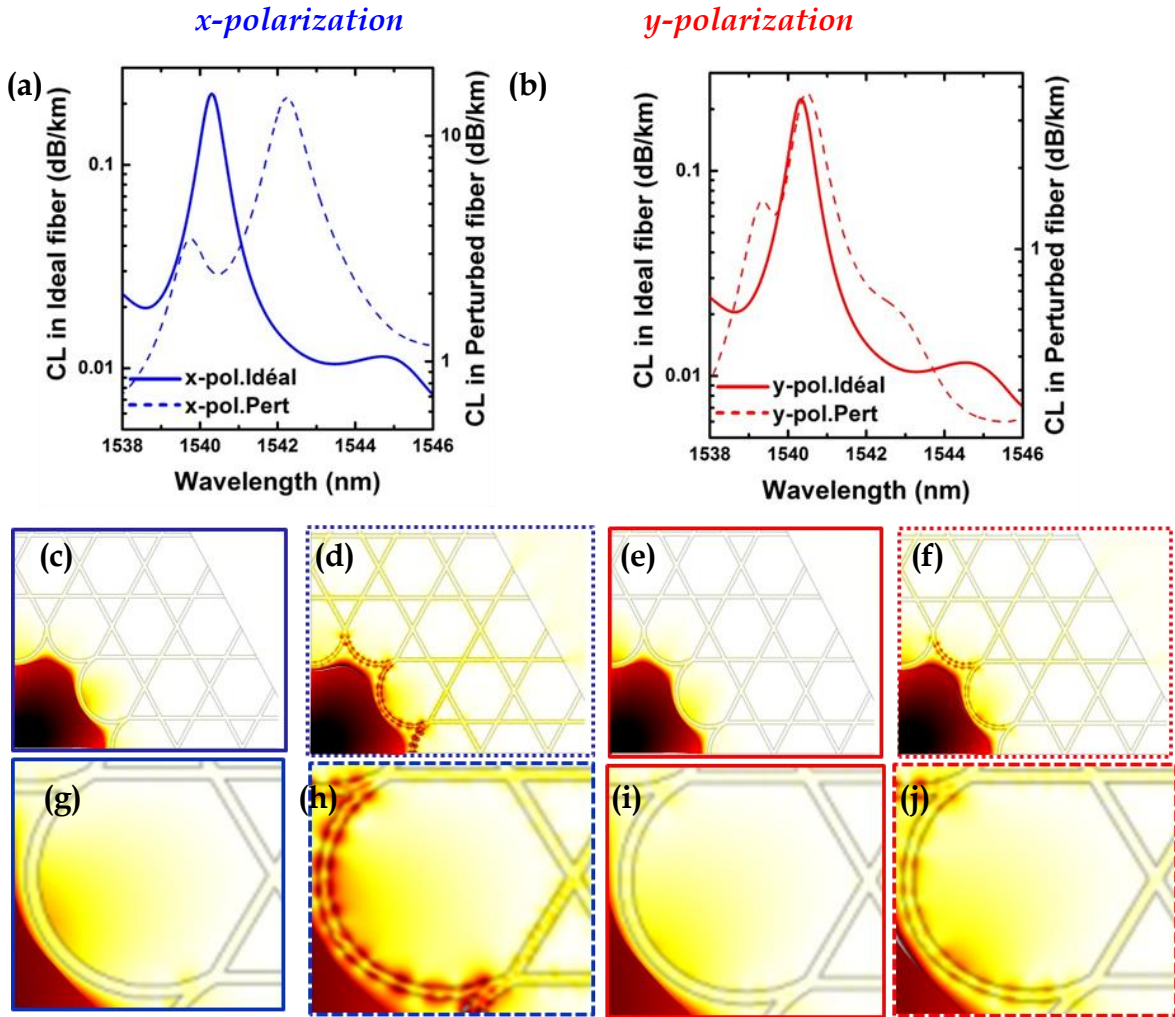 x-polarization
y-polarization
(a)
CL in Ideal fiber (dB/km)
0.1
0.01
10
1
CL in Perturbed fiber (dB/km)
x-pol.Idéal
x-pol.Pert
1538 1540 1542 1544 1546
Wavelength (nm)
(b)
CL in Ideal fiber (dB/km)
0.1
0.01
1
CL in Perturbed fiber (dB/km)
y-pol.Idéal
y-pol.Pert
1538 1540 1542 1544 1546
Wavelength (nm)
(c)
(d)
(e)
(f)
(g)
(h)
(i)
(j)